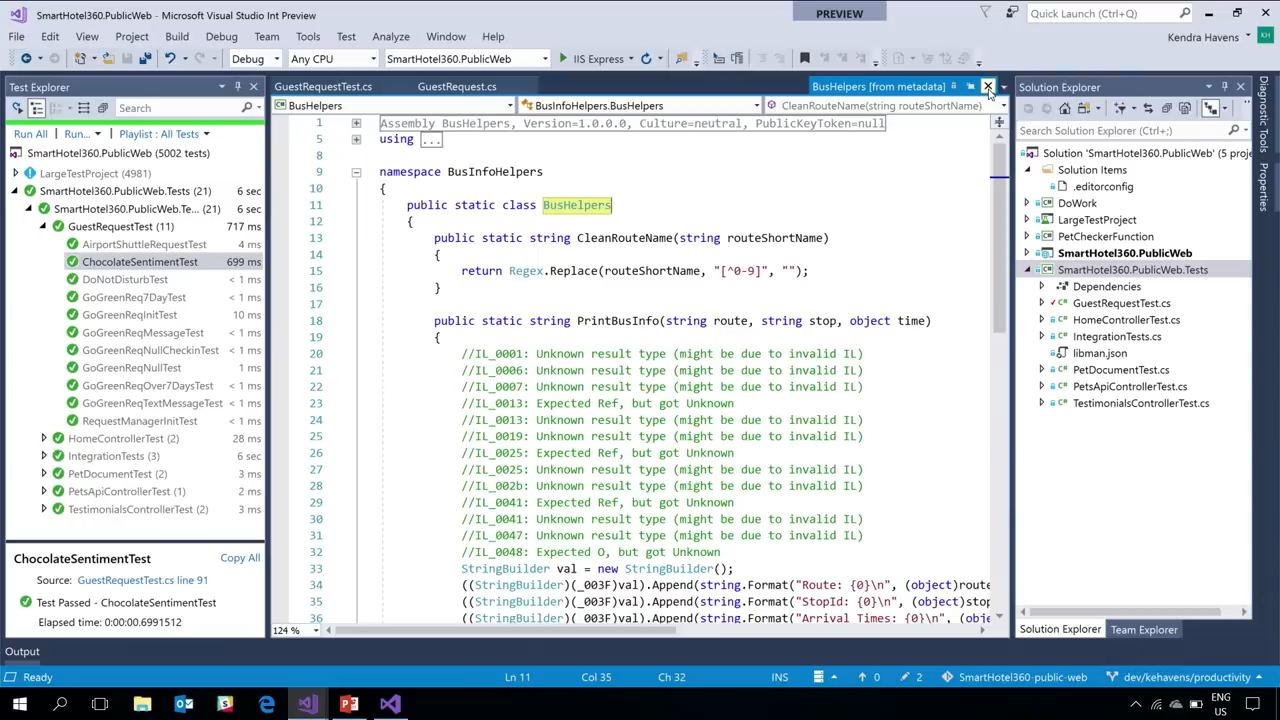 SmartHotel360.PublicWeb - Microsoft Visual Studio Int Preview
PREVIEW
Quick Launch (Ctrl+Q)
File Edit View Project Build Debug Team Tools Test Analyze Window Help
Kendra Havens KH
Debug Any CPU SmartHotel360.PublicWeb IIS Express
Test Explorer
Search
Run All Run... Playlist : All Tests
SmartHotel360.PublicWeb (5002 tests)
LargeTestProject (4981)
SmartHotel360.PublicWeb.Tests (21) 6 sec
SmartHotel360.PublicWeb.Te... (21) 6 sec
GuestRequestTest (11) 717 ms
AirportShuttleRequestTest 4 ms
ChocolateSentimentTest 699 ms
DoNotDisturbTest < 1 ms
GoGreenReq7DayTest < 1 ms
GoGreenReqInitTest 10 ms
GoGreenReqMessageTest < 1 ms
GoGreenReqNullCheckinTest < 1 ms
GoGreenReqNullTest < 1 ms
GoGreenReqOver7DaysTest < 1 ms
GoGreenReqTextMessageTest < 1 ms
RequestManagerInitTest < 1 ms
HomeControllerTest (2) 28 ms
IntegrationTests (3) 6 sec
PetDocumentTest (2) 3 ms
PetsApiControllerTest (1) 2 ms
TestimonialsControllerTest (2) 3 ms
ChocolateSentimentTest Copy All
Source: GuestRequestTest.cs line 91
Test Passed - ChocolateSentimentTest
Elapsed time: 0:00:00.6991512
GuestRequestTest.cs GuestRequest.cs BusHelpers [from metadata]
BusHelpers BusInfoHelpers.BusHelpers CleanRouteName(string routeShortName)
1 Assembly BusHelpers, Version=1.0.0.0, Culture=neutral, PublicKeyToken=null
5 using ...
8
9 namespace BusInfoHelpers
10 {
11 public static class BusHelpers
12 {
13 public static string CleanRouteName(string routeShortName)
14 {
15 return Regex.Replace(routeShortName, "[^0-9]", "");
16 }
17
18 public static string PrintBusInfo(string route, string stop, object time)
19 {
20 //IL_0001: Unknown result type (might be due to invalid IL)
21 //IL_0006: Unknown result type (might be due to invalid IL)
22 //IL_0007: Unknown result type (might be due to invalid IL)
23 //IL_0013: Expected Ref, but got Unknown
24 //IL_0013: Unknown result type (might be due to invalid IL)
25 //IL_0019: Unknown result type (might be due to invalid IL)
26 //IL_0025: Expected Ref, but got Unknown
27 //IL_0025: Unknown result type (might be due to invalid IL)
28 //IL_002b: Unknown result type (might be due to invalid IL)
29 //IL_0041: Expected Ref, but got Unknown
30 //IL_0041: Unknown result type (might be due to invalid IL)
31 //IL_0047: Unknown result type (might be due to invalid IL)
32 //IL_0048: Expected O, but got Unknown
33 StringBuilder val = new StringBuilder();
34 ((StringBuilder)(_003F)val).Append(string.Format("Route: {0}\n", (object)route
35 ((StringBuilder)(_003F)val).Append(string.Format("StopId: {0}\n", (object)stop
36 ((StringBuilder)(_003F)val).Append(string.Format("Arrival Times: {0}\n", (obje
124 %
Solution Explorer
Search Solution Explorer (Ctrl+;)
Solution 'SmartHotel360.PublicWeb' (5 proje
Solution Items
.editorconfig
DoWork
LargeTestProject
PetCheckerFunction
SmartHotel360.PublicWeb
SmartHotel360.PublicWeb.Tests
Dependencies
GuestRequestTest.cs
HomeControllerTest.cs
IntegrationTests.cs
libman.json
PetDocumentTest.cs
PetsApiControllerTest.cs
TestimonialsControllerTest.cs
Solution Explorer Team Explorer
Diagnostic Tools
Properties
Output
Ready Ln 11 Col 35 Ch 32 INS 0 2 SmartHotel360-public-web dev/kehavens/productivity
ENG
US